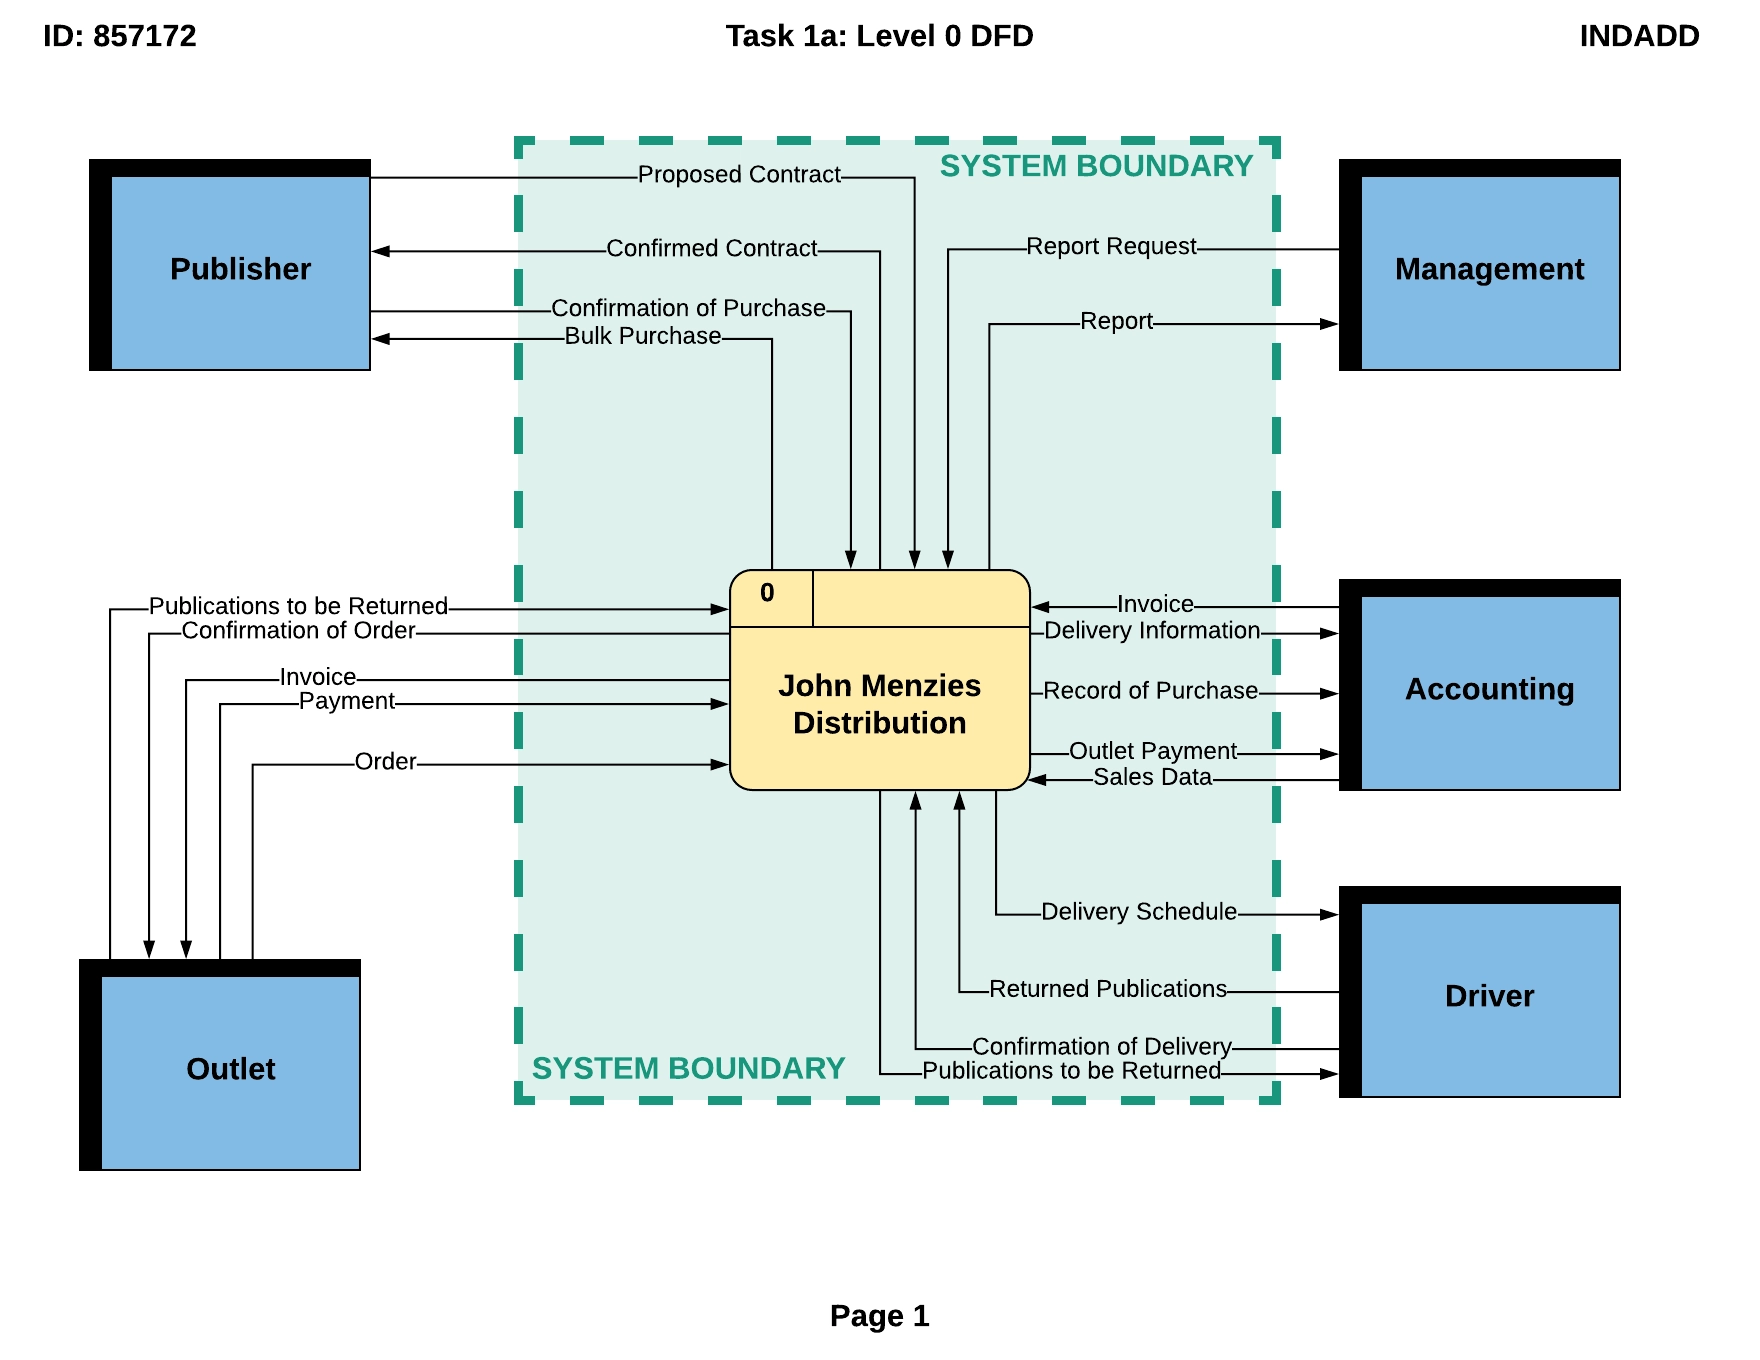 ID: 857172
Task 1a: Level 0 DFD
INDADD
SYSTEM BOUNDARY
Publisher
Proposed Contract
Confirmed Contract
Confirmation of Purchase
Bulk Purchase
Report Request
Report
Management
0
John Menzies
Distribution
Publications to be Returned
Confirmation of Order
Invoice
Payment
Order
Invoice
Delivery Information
Record of Purchase
Outlet Payment
Sales Data
Accounting
Delivery Schedule
Returned Publications
Confirmation of Delivery
Publications to be Returned
Driver
Outlet
SYSTEM BOUNDARY
Page 1